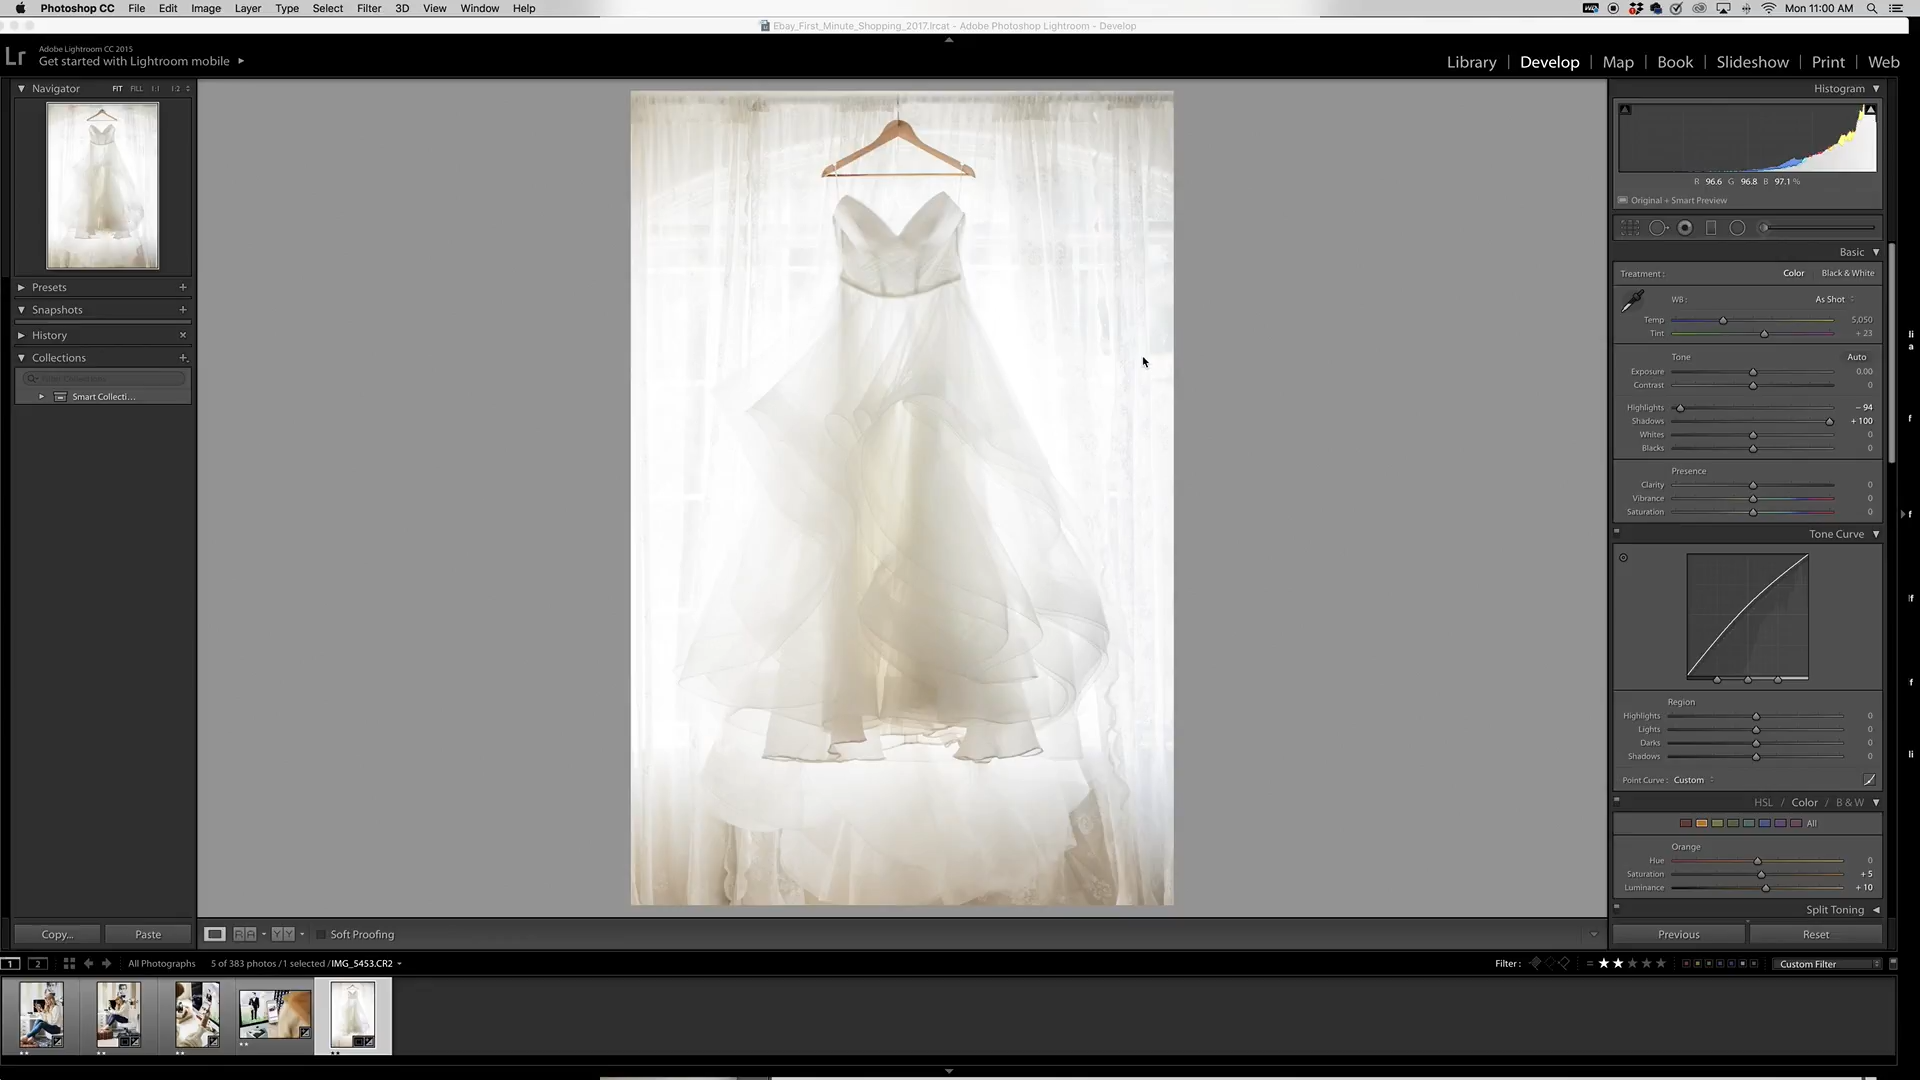 Photoshop CC File Edit Image Layer Type Select Filter 3D View Window Help Mon 11:00 AM
Ebay_First_Minute_Shopping_2017.lrcat - Adobe Photoshop Lightroom - Develop
Lr
Adobe Lightroom CC 2015
Get started with Lightroom mobile
Library | Develop | Map | Book | Slideshow | Print | Web
Navigator FIT FILL 1:1 1:2
Presets
Snapshots
History
Collections
Smart Collecti...
Copy... Paste
Soft Proofing
Histogram
R 96.6 G 96.8 B 97.1 %
Original + Smart Preview
Basic
Treatment : Color Black & White
WB : As Shot
Temp 5,050
Tint + 23
Tone Auto
Exposure 0.00
Contrast 0
Highlights - 94
Shadows + 100
Whites 0
Blacks 0
Presence
Clarity 0
Vibrance 0
Saturation 0
Tone Curve
Region
Highlights 0
Lights 0
Darks 0
Shadows 0
Point Curve : Custom
HSL / Color / B & W
All
Orange
Hue 0
Saturation + 5
Luminance + 10
Split Toning
Previous Reset
1 2 All Photographs 5 of 383 photos /1 selected /IMG_5453.CR2 Filter : Custom Filter